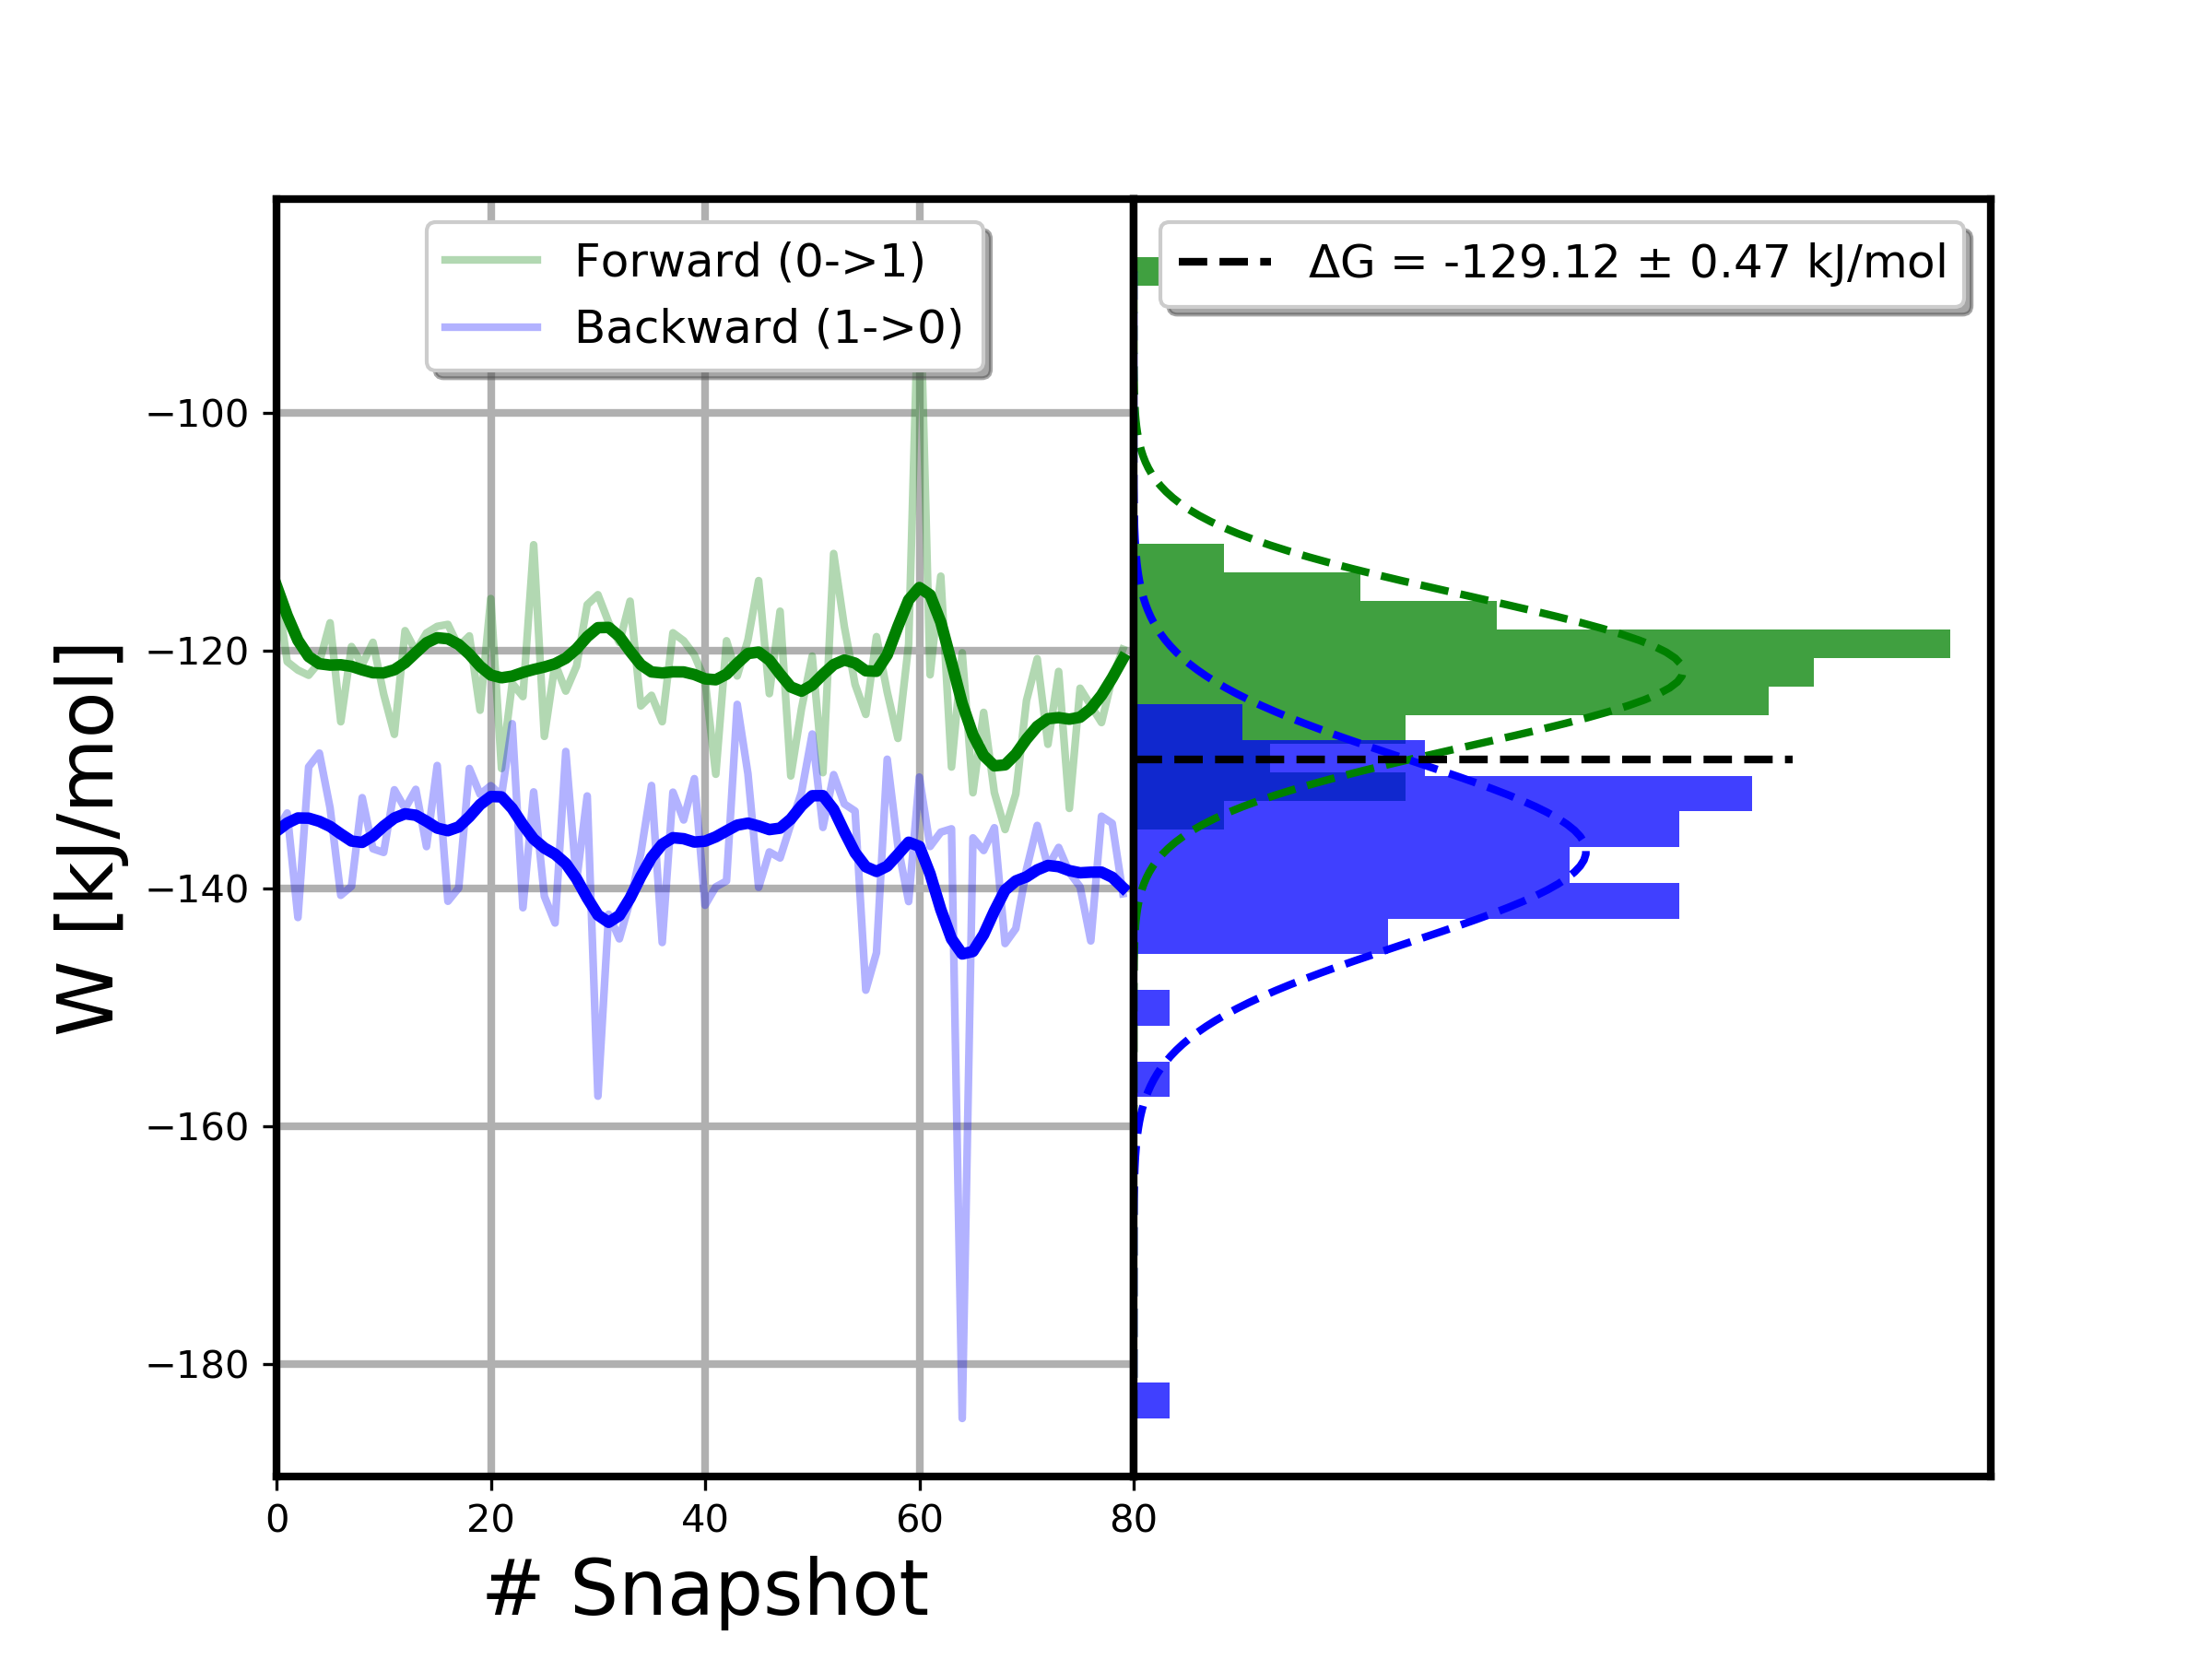 Forward (0->1)
Backward (1->0)
ΔG = -129.12 ± 0.47 kJ/mol
W [kJ/mol]
−100
−120
−140
−160
−180
0 20 40 60 80
# Snapshot